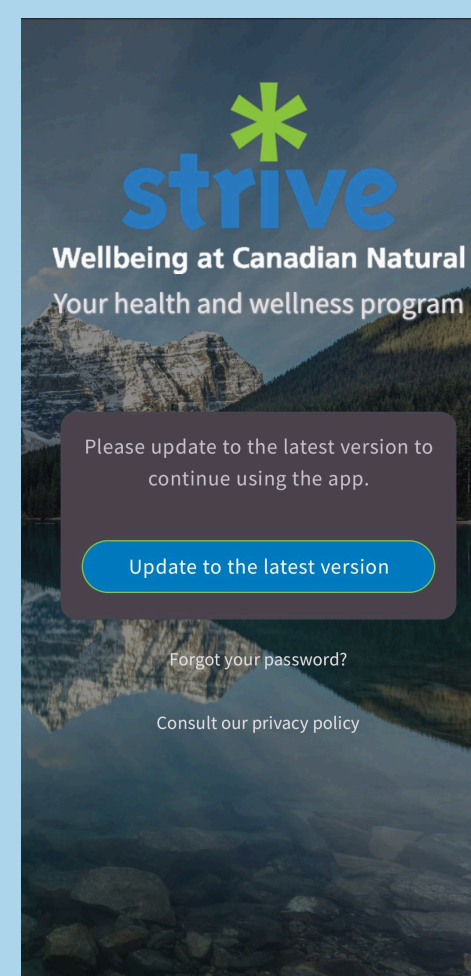 strive
Wellbeing at Canadian Natural
Your health and wellness program
Please update to the latest version to
continue using the app.
Update to the latest version
Forgot your password?
Consult our privacy policy